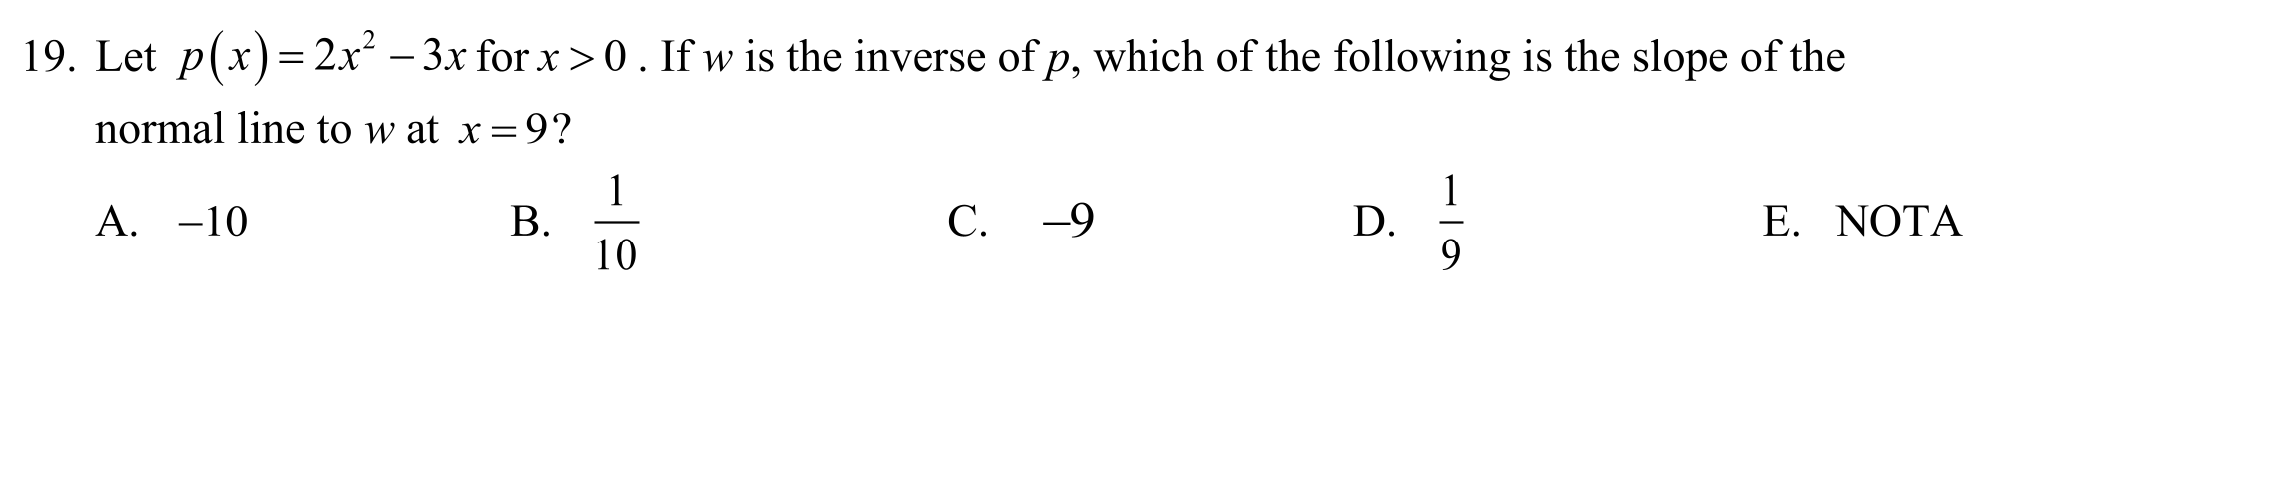 19. Let p(x) = 2x² – 3x for x > 0 . If w is the inverse of p, which of the following is the slope of the
normal line to w at x = 9?
A. –10 B. 1/10 C. –9 D. 1/9 E. NOTA